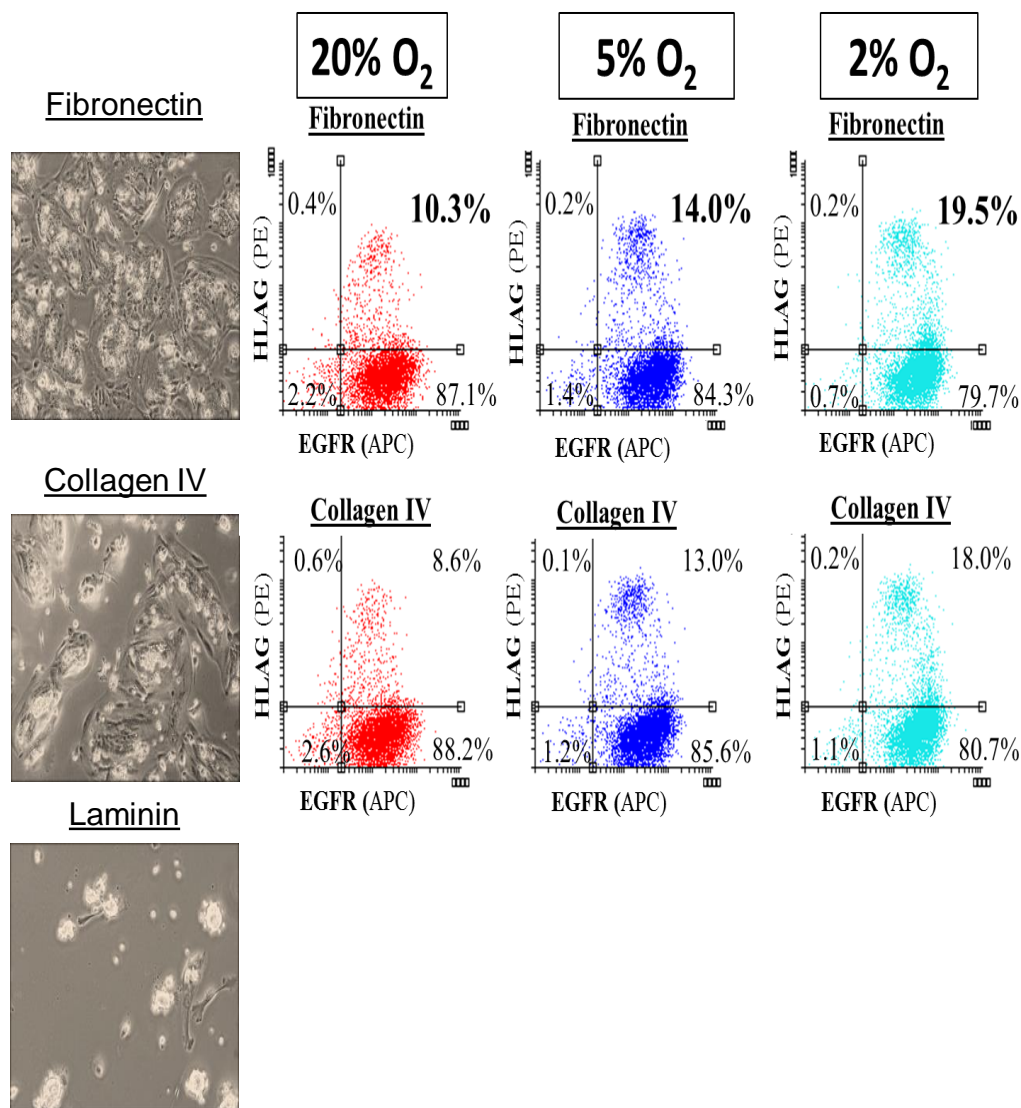 20% O₂
5% O₂
2% O₂
Fibronectin
Fibronectin
Fibronectin
Fibronectin
0.4%
10.3%
2.2%
87.1%
HLAG (PE)
EGFR (APC)
0.2%
14.0%
1.4%
84.3%
HLAG (PE)
EGFR (APC)
0.2%
19.5%
0.7%
79.7%
HLAG (PE)
EGFR (APC)
Collagen IV
Collagen IV
Collagen IV
Collagen IV
0.6%
8.6%
2.6%
88.2%
HLAG (PE)
EGFR (APC)
0.1%
13.0%
1.2%
85.6%
HLAG (PE)
EGFR (APC)
0.2%
18.0%
1.1%
80.7%
HLAG (PE)
EGFR (APC)
Laminin